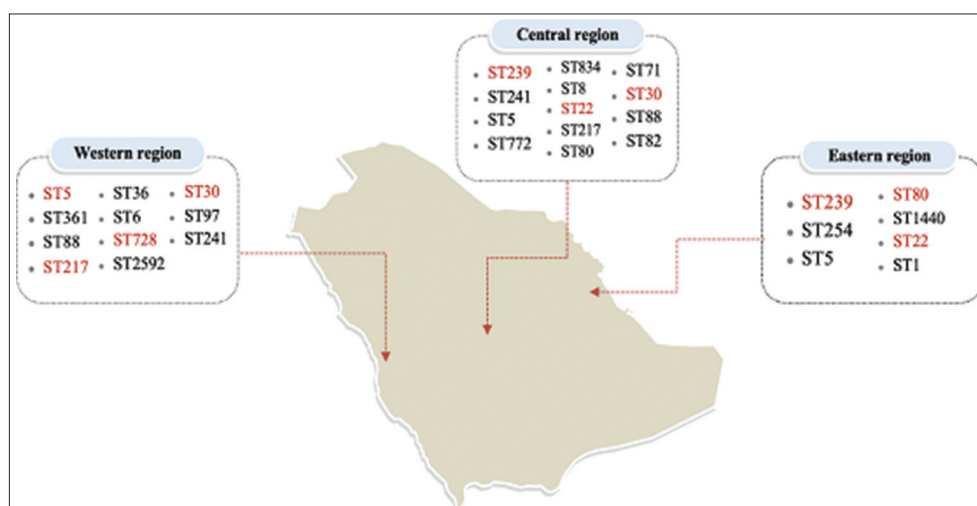 Central region
• ST239
• ST241
• ST5
• ST772
• ST834
• ST8
• ST22
• ST217
• ST80
• ST71
• ST30
• ST88
• ST82
Western region
• ST5
• ST361
• ST88
• ST217
• ST36
• ST6
• ST728
• ST2592
• ST30
• ST97
• ST241
Eastern region
• ST239
• ST254
• ST5
• ST80
• ST1440
• ST22
• ST1